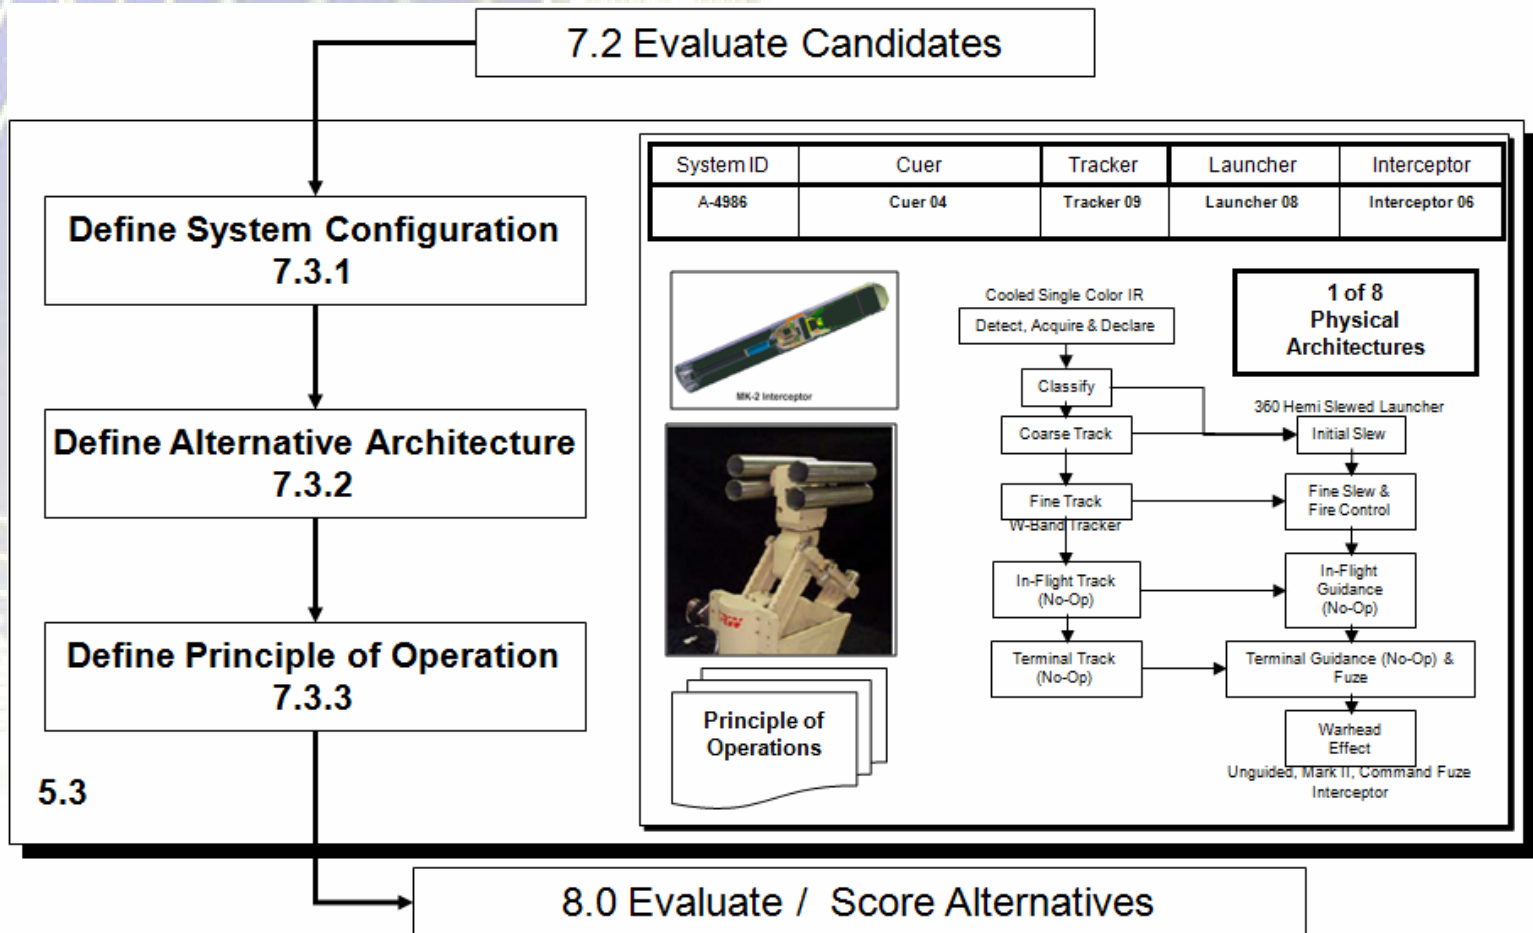 7.2 Evaluate Candidates
Define System Configuration
7.3.1
Define Alternative Architecture
7.3.2
Define Principle of Operation
7.3.3
5.3
System ID Cuer Tracker Launcher Interceptor
A-4986 Cuer 04 Tracker 09 Launcher 08 Interceptor 06
MK-2 Interceptor
Principle of
Operations
Cooled Single Color IR
Detect, Acquire & Declare
Classify
Coarse Track
Fine Track
W-Band Tracker
In-Flight Track
(No-Op)
Terminal Track
(No-Op)
1 of 8
Physical
Architectures
360 Hemi Slewed Launcher
Initial Slew
Fine Slew &
Fire Control
In-Flight
Guidance
(No-Op)
Terminal Guidance (No-Op) &
Fuze
Warhead
Effect
Unguided, Mark II, Command Fuze
Interceptor
8.0 Evaluate / Score Alternatives